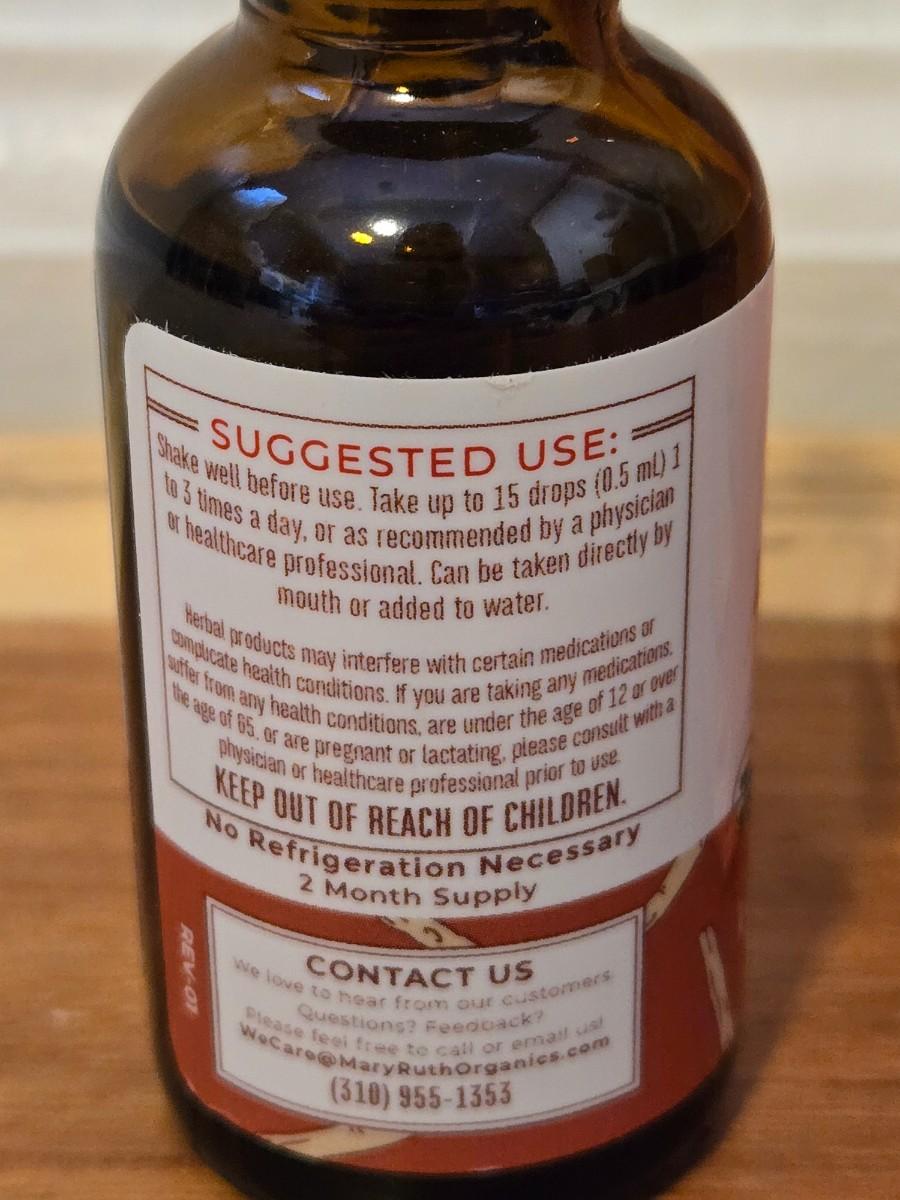 SUGGESTED USE:
Shake well before use. Take up to 15 drops (0.5 mL) 1
to 3 times a day, or as recommended by a physician
or healthcare professional. Can be taken directly by
mouth or added to water.
Herbal products may interfere with certain medications or
complicate health conditions. If you are taking any medications,
suffer from any health conditions, are under the age of 12 or over
the age of 65, or are pregnant or lactating, please consult with a
physician or healthcare professional prior to use.
KEEP OUT OF REACH OF CHILDREN.
No Refrigeration Necessary
2 Month Supply
REV-01
CONTACT US
We love to hear from our customers.
Questions? Feedback?
Please feel free to call or email us!
WeCare@MaryRuthOrganics.com
(310) 955-1353